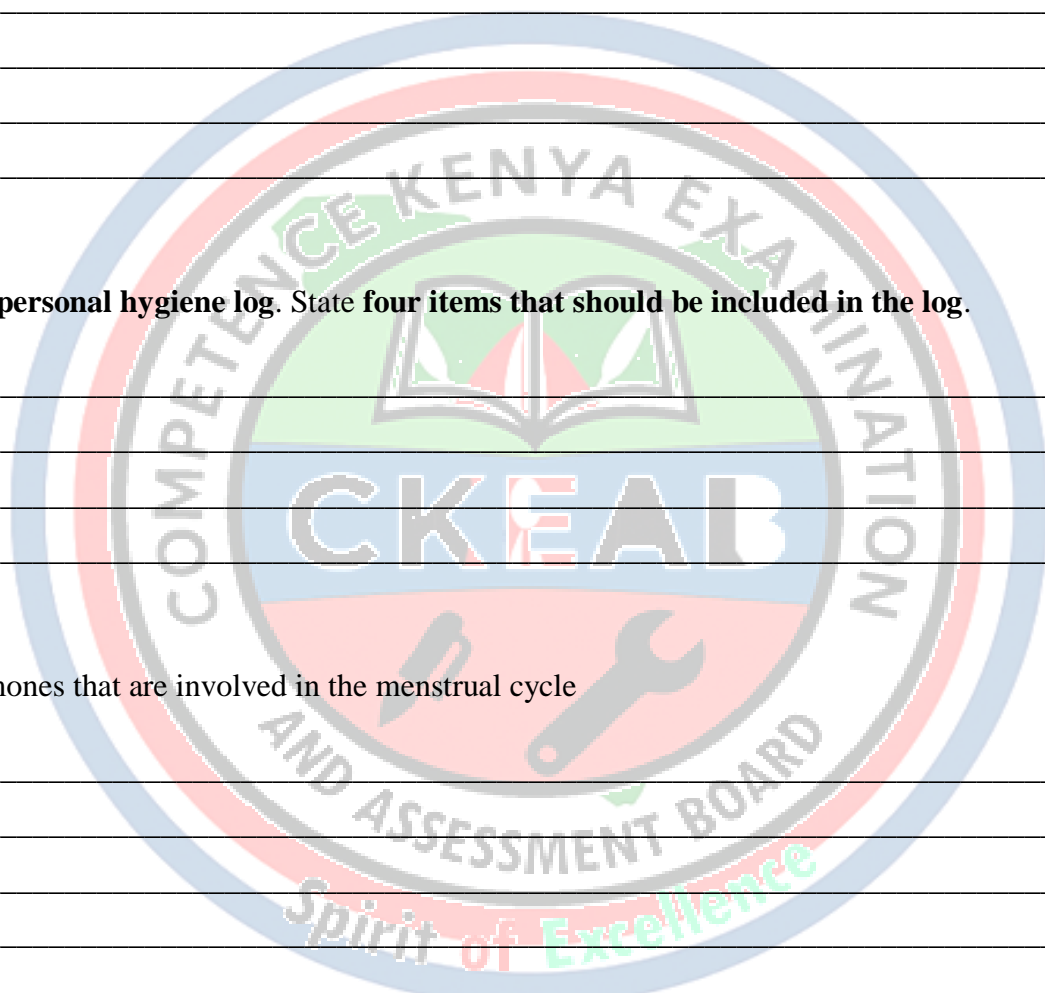 personal hygiene log. State four items that should be included in the log.
mones that are involved in the menstrual cycle
COMPETENCE KENYA EXAMINATION
AND ASSESSMENT BOARD
CKEAB
Spirit of Excellence